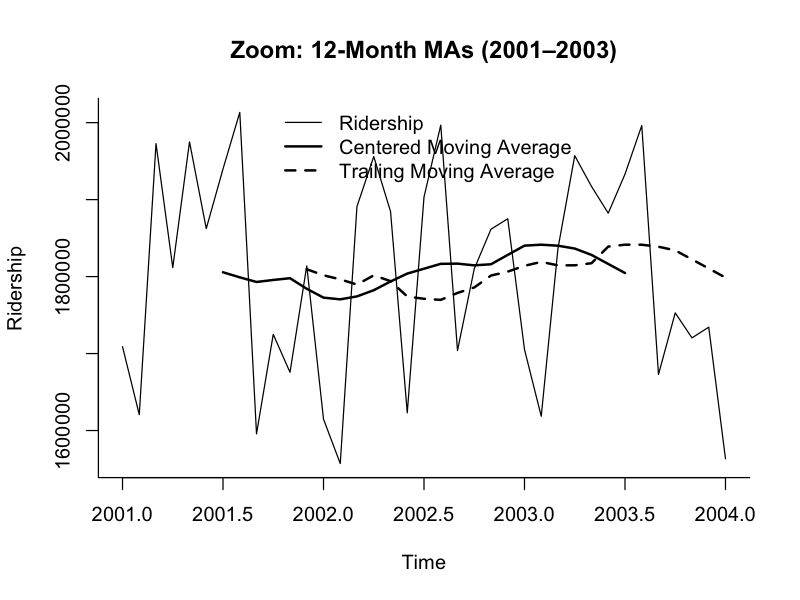 Zoom: 12-Month MAs (2001–2003)
Ridership
Centered Moving Average
Trailing Moving Average
2000000
1800000
1600000
Ridership
2001.0 2001.5 2002.0 2002.5 2003.0 2003.5 2004.0
Time